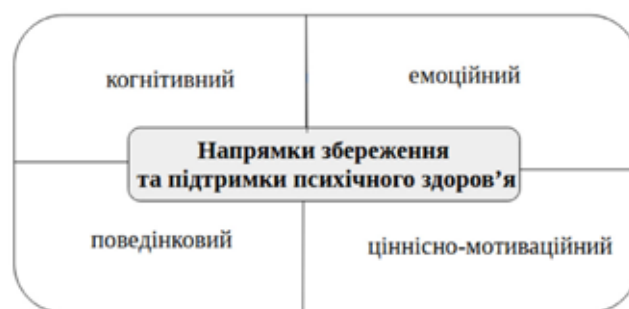 когнітивний
емоційний
Напрямки збереження
та підтримки психічного здоров’я
поведінковий
ціннісно-мотиваційний